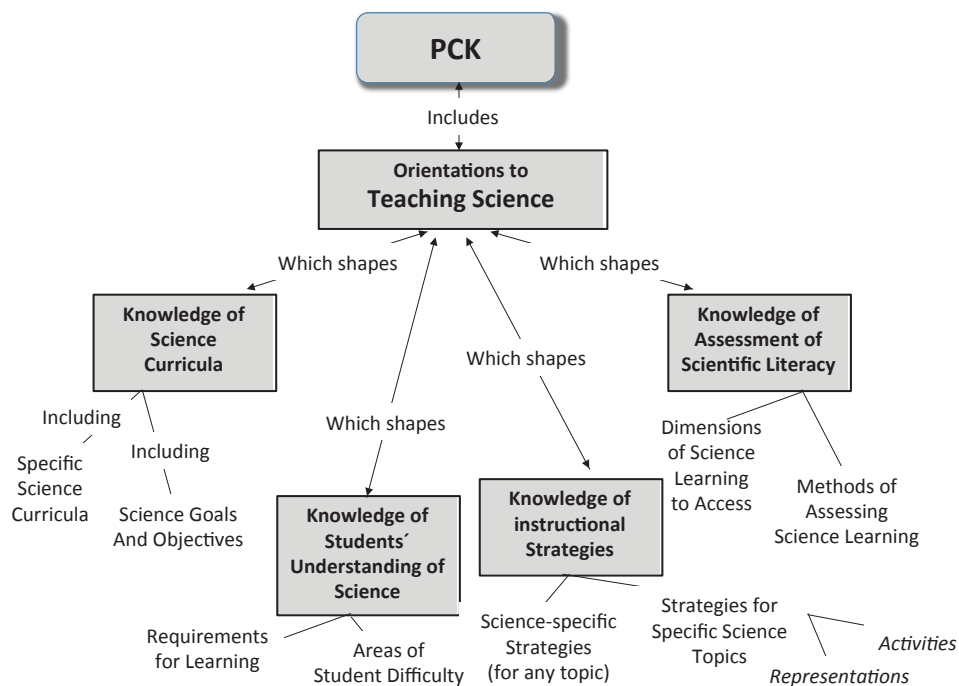 PCK
Includes
Orientations to
Teaching Science
Which shapes
Which shapes
Knowledge of
Science
Curricula
Knowledge of
Assessment of
Scientific Literacy
Which shapes
Which shapes
Including
Including
Specific
Science
Curricula
Science Goals
And Objectives
Dimensions
of Science
Learning
to Access
Methods of
Assessing
Science Learning
Knowledge of
Students´
Understanding of
Science
Knowledge of
instructional
Strategies
Requirements
for Learning
Areas of
Student Difficulty
Science-specific
Strategies
(for any topic)
Strategies for
Specific Science
Topics
Activities
Representations